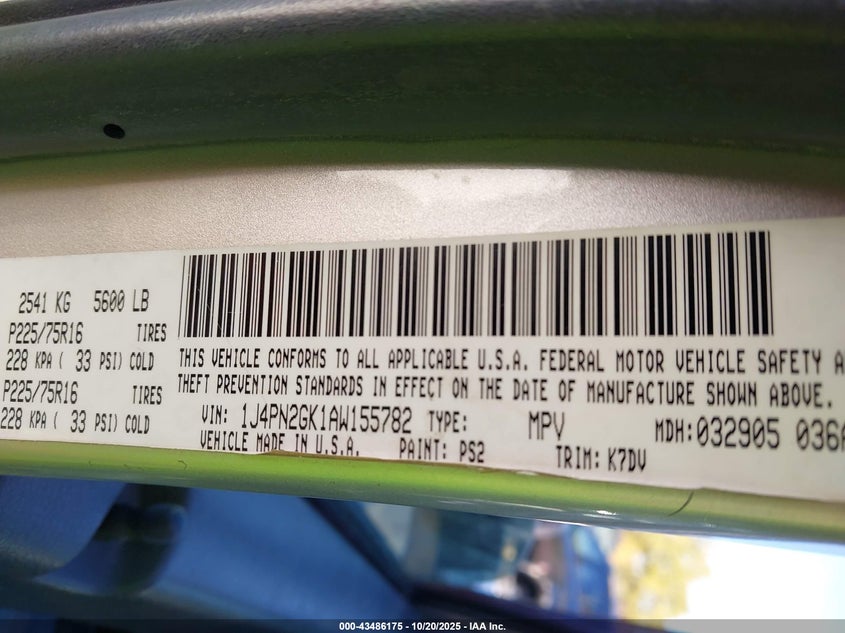 2541 KG 5600 LB
P225/75R16 TIRES
228 KPA ( 33 PSI) COLD
P225/75R16 TIRES
228 KPA ( 33 PSI) COLD
THIS VEHICLE CONFORMS TO ALL APPLICABLE U.S.A. FEDERAL MOTOR VEHICLE SAFETY A
THEFT PREVENTION STANDARDS IN EFFECT ON THE DATE OF MANUFACTURE SHOWN ABOVE.
VIN: 1J4PN2GK1AW155782 TYPE: MPV MDH:032905 036A
VEHICLE MADE IN U.S.A. PAINT: PS2 TRIM: K7DV
000-43486175 - 10/20/2025 - IAA Inc.